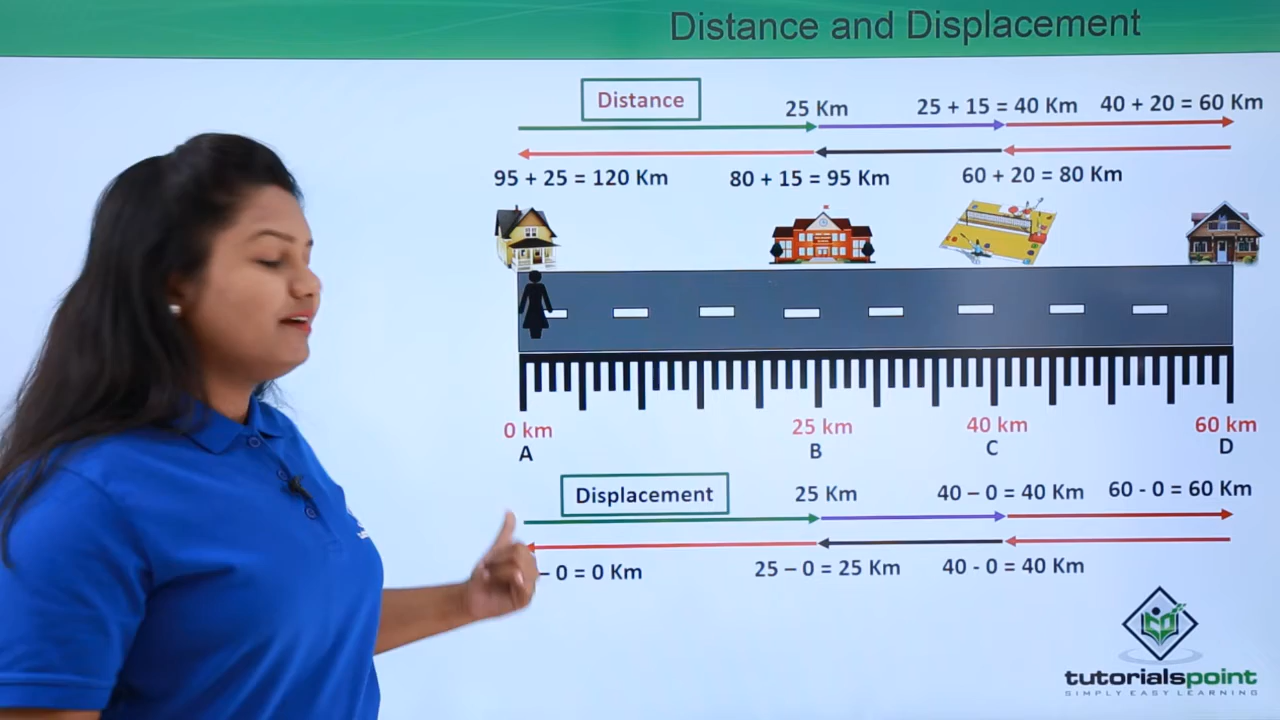 Distance and Displacement
Distance
25 Km
25 + 15 = 40 Km
40 + 20 = 60 Km
95 + 25 = 120 Km
80 + 15 = 95 Km
60 + 20 = 80 Km
0 km
25 km
40 km
60 km
A
B
C
D
Displacement
25 Km
40 – 0 = 40 Km
60 - 0 = 60 Km
– 0 = 0 Km
25 – 0 = 25 Km
40 - 0 = 40 Km
tutorialspoint
SIMPLY EASY LEARNING